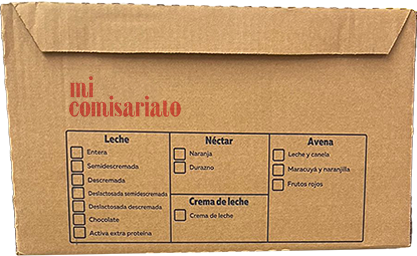 mi
comisariato
Leche
Entera
Semidescremada
Descremada
Deslactosada semidescremada
Deslactosada descremada
Chocolate
Activa extra proteína
Néctar
Naranja
Durazno
Crema de leche
Crema de leche
Avena
Leche y canela
Maracuyá y naranjilla
Frutos rojos